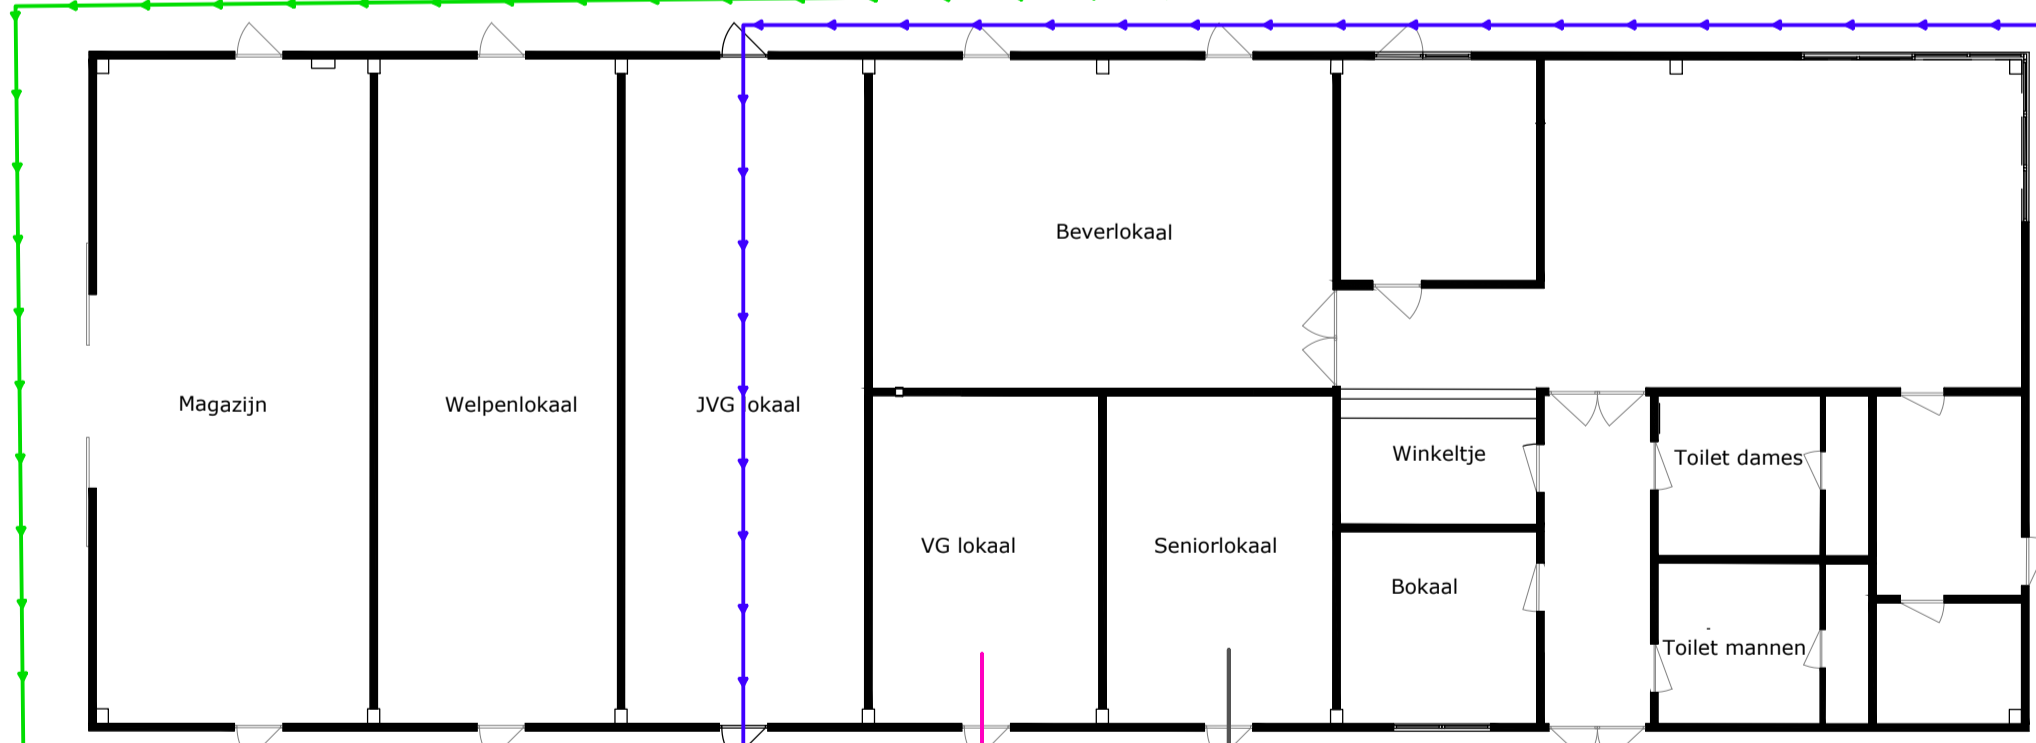 Beverlokaal
Magazijn
Welpenlokaal
JVG lokaal
Winkeltje
Toilet dames
VG lokaal
Seniorlokaal
Bokaal
Toilet mannen